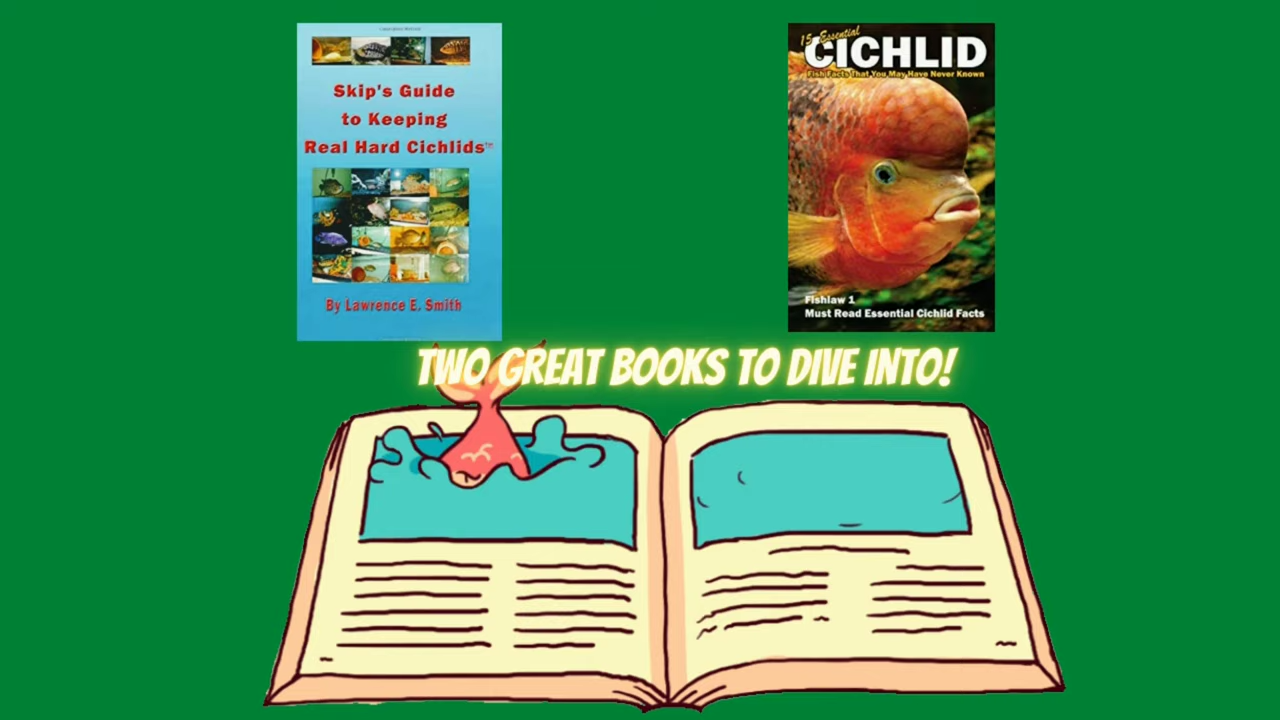 Skip's Guide
to Keeping
Real Hard Cichlids™
By Lawrence E. Smith
15 Essential
CICHLID
Fish Facts That You May Have Never Known
Fishlaw 1
Must Read Essential Cichlid Facts
TWO GREAT BOOKS TO DIVE INTO!